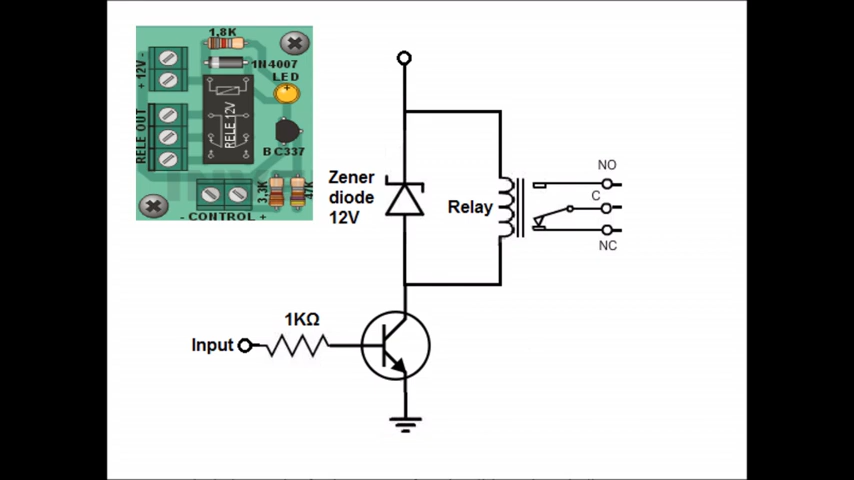 1,8K
1N4007
LED
+ 12V -
RELE 12V
RELE OUT
BC337
3,3K
47K
- CONTROL +
Zener
diode
12V
Relay
NO
C
NC
1KΩ
Input